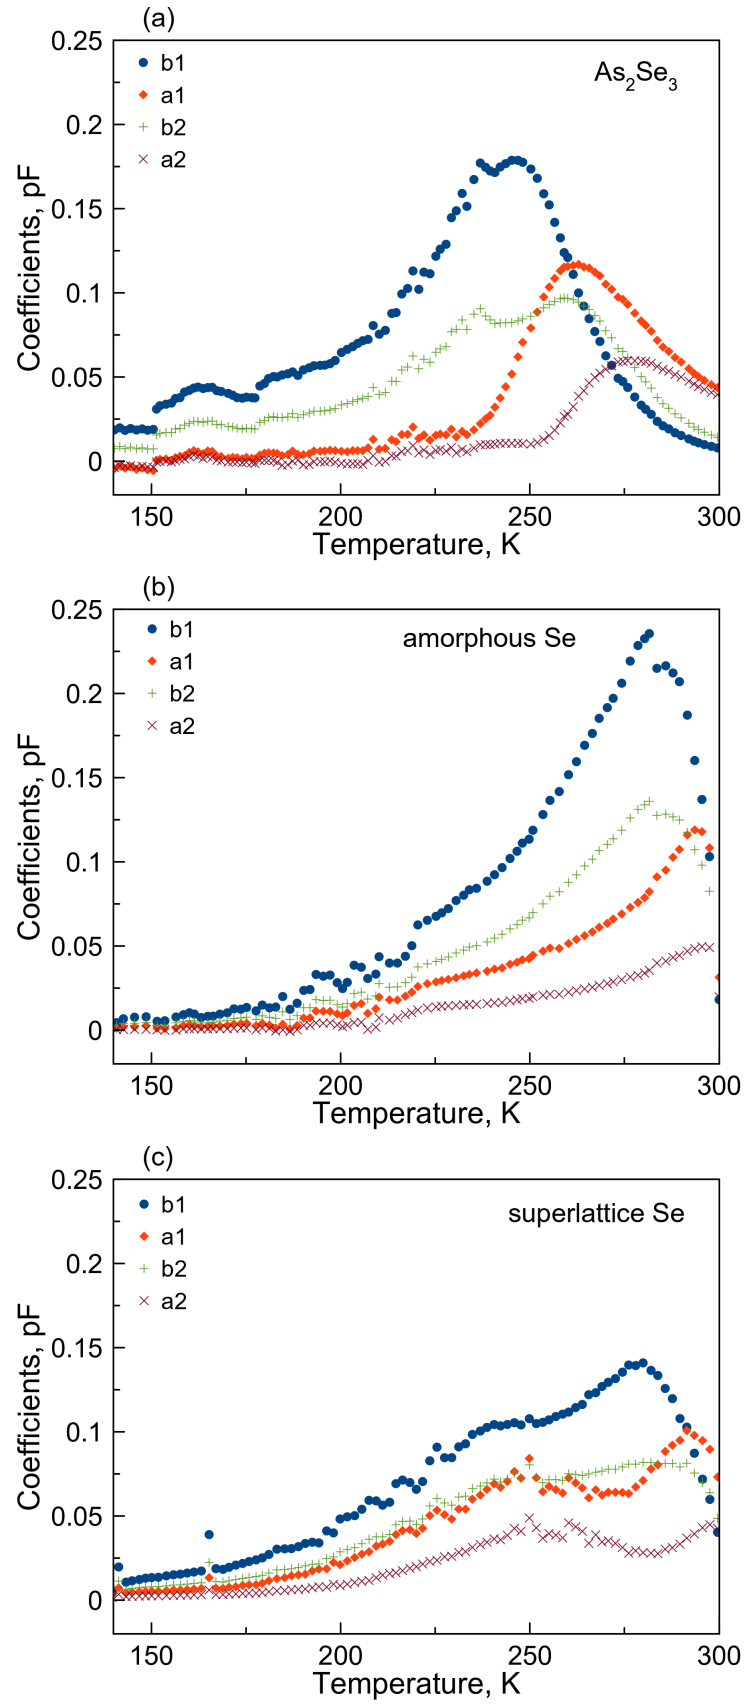 (a)
0.25
0.2
0.15
0.1
0.05
0
Coefficients, pF
b1
a1
b2
a2
As2Se3
150
200
250
300
Temperature, K
(b)
0.25
0.2
0.15
0.1
0.05
0
Coefficients, pF
b1
a1
b2
a2
amorphous Se
150
200
250
300
Temperature, K
(c)
0.25
0.2
0.15
0.1
0.05
0
Coefficients, pF
b1
a1
b2
a2
superlattice Se
150
200
250
300
Temperature, K